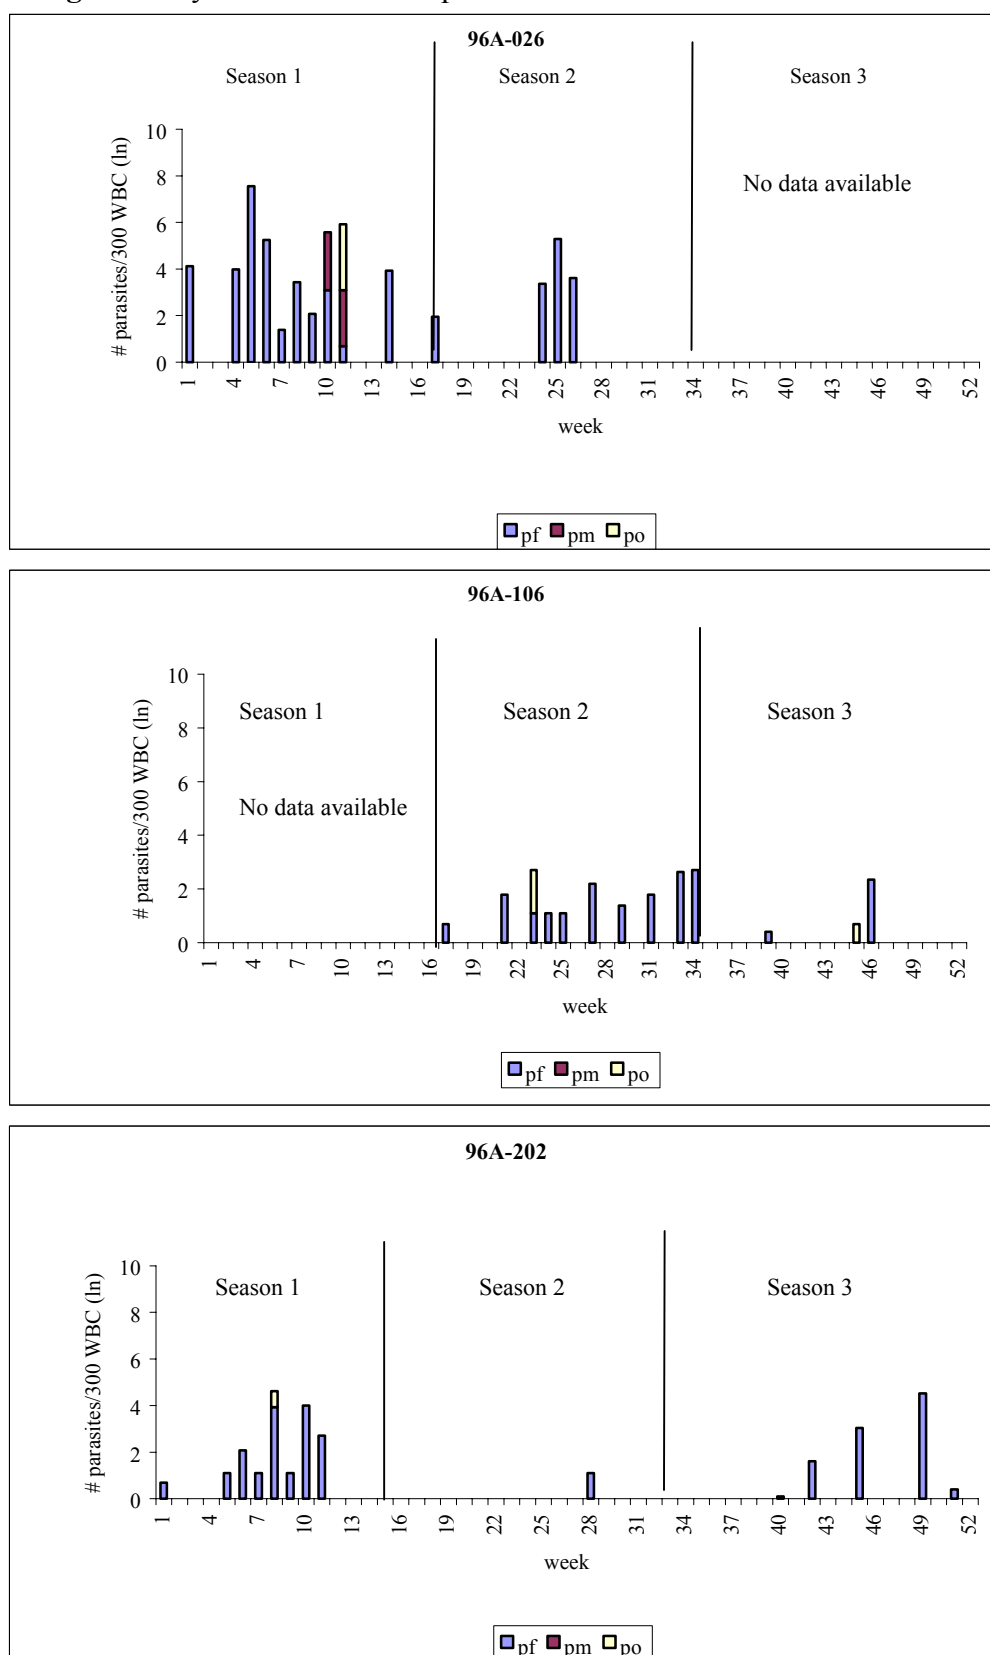 96A-026
Season 1 Season 2 Season 3
No data available
# parasites/300 WBC (ln)
10
8
6
4
2
0
1 4 7 10 13 16 19 22 25 28 31 34 37 40 43 46 49 52
week
pf pm po
96A-106
Season 1 Season 2 Season 3
No data available
# parasites/300 WBC (ln)
10
8
6
4
2
0
1 4 7 10 13 16 19 22 25 28 31 34 37 40 43 46 49 52
week
pf pm po
96A-202
Season 1 Season 2 Season 3
# parasites/300 WBC (ln)
10
8
6
4
2
0
1 4 7 10 13 16 19 22 25 28 31 34 37 40 43 46 49 52
week
pf pm po